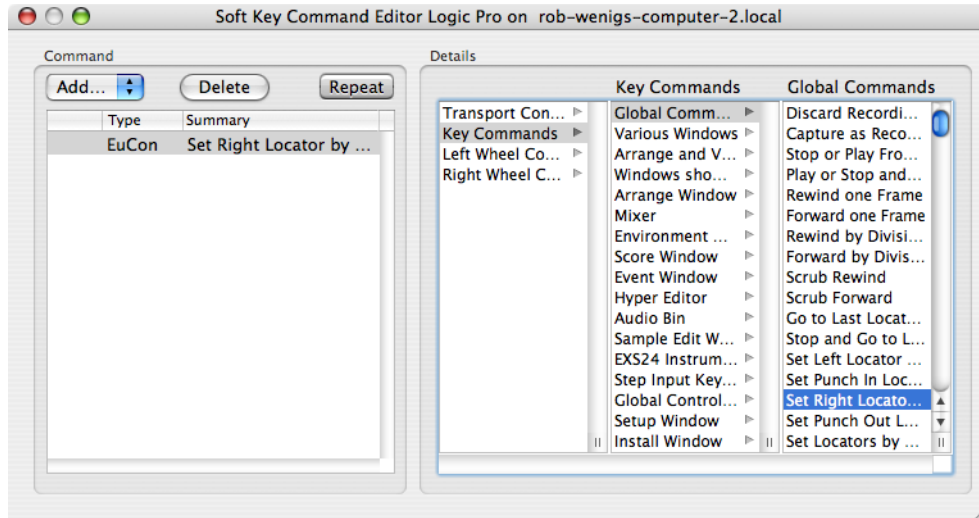 Soft Key Command Editor Logic Pro on rob-wenigs-computer-2.local
Command
Add... Delete Repeat
Type Summary
EuCon Set Right Locator by ...
Details
Key Commands Global Commands
Transport Con...
Key Commands
Left Wheel Co...
Right Wheel C...
Global Comm...
Various Windows
Arrange and V...
Windows sho...
Arrange Window
Mixer
Environment ...
Score Window
Event Window
Hyper Editor
Audio Bin
Sample Edit W...
EXS24 Instrum...
Step Input Key...
Global Control...
Setup Window
Install Window
Discard Recordi...
Capture as Reco...
Stop or Play Fro...
Play or Stop and...
Rewind one Frame
Forward one Frame
Rewind by Divisi...
Forward by Divis...
Scrub Rewind
Scrub Forward
Go to Last Locat...
Stop and Go to L...
Set Left Locator ...
Set Punch In Loc...
Set Right Locato...
Set Punch Out L...
Set Locators by ...